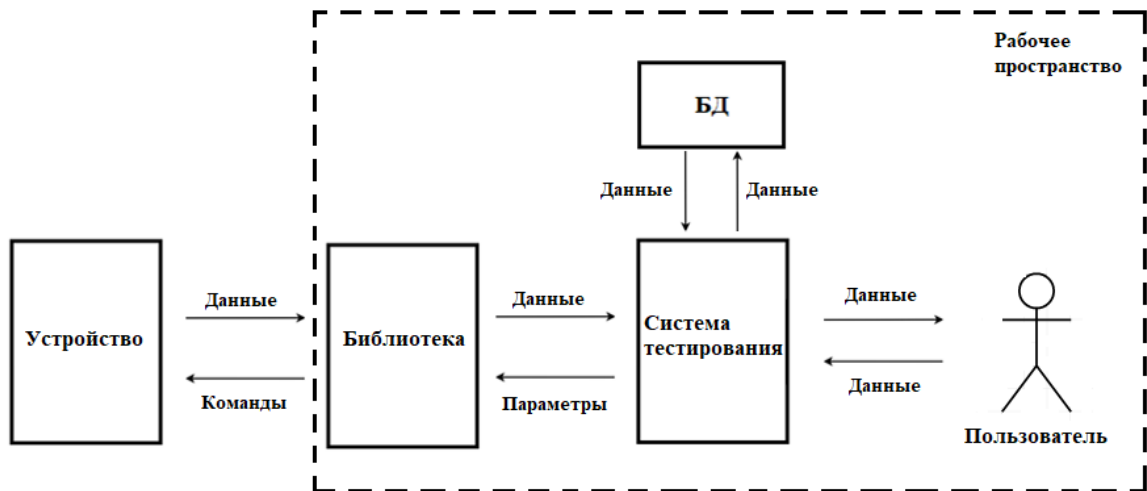 Рабочее
пространство
БД
Данные
Данные
Устройство
Данные
Команды
Библиотека
Данные
Параметры
Система
тестирования
Данные
Данные
Пользователь